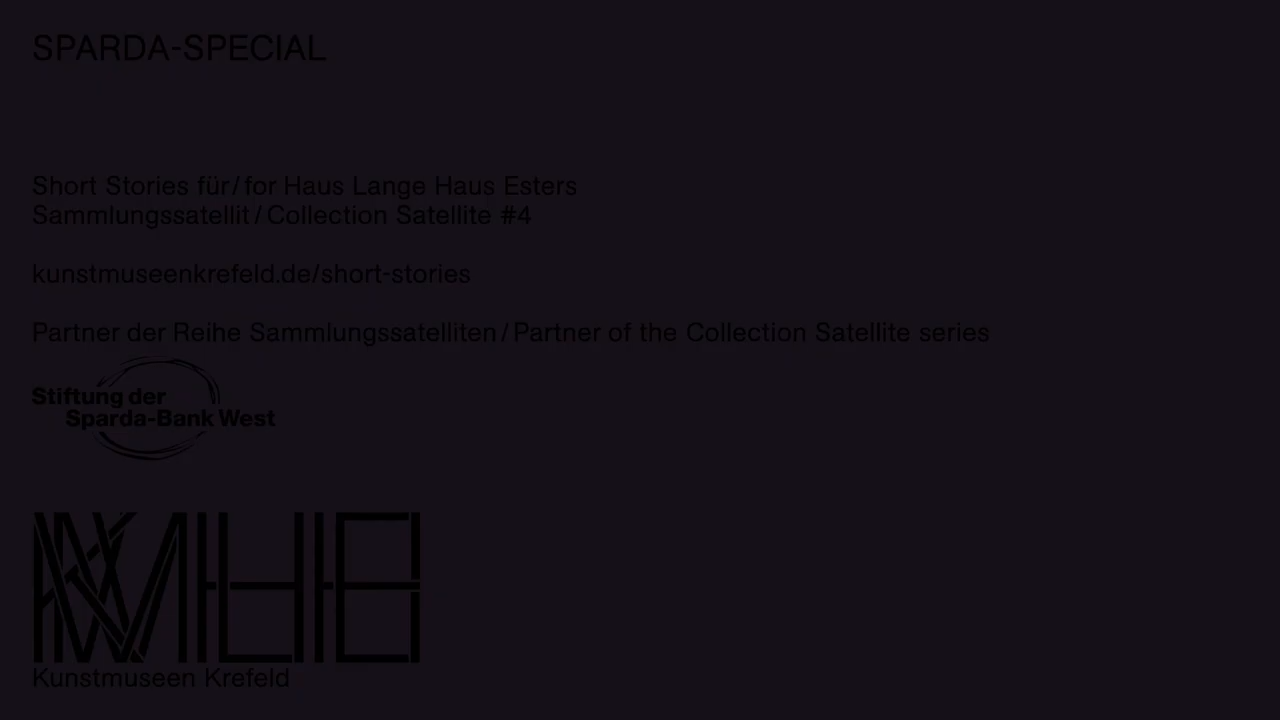 SPARDA-SPECIAL
Short Stories für/for Haus Lange Haus Esters
Sammlungssatellit/Collection Satellite #4
kunstmuseenkrefeld.de/short-stories
Partner der Reihe Sammlungssatelliten/Partner of the Collection Satellite series
Stiftung der
Sparda-Bank West
Kunstmuseen Krefeld